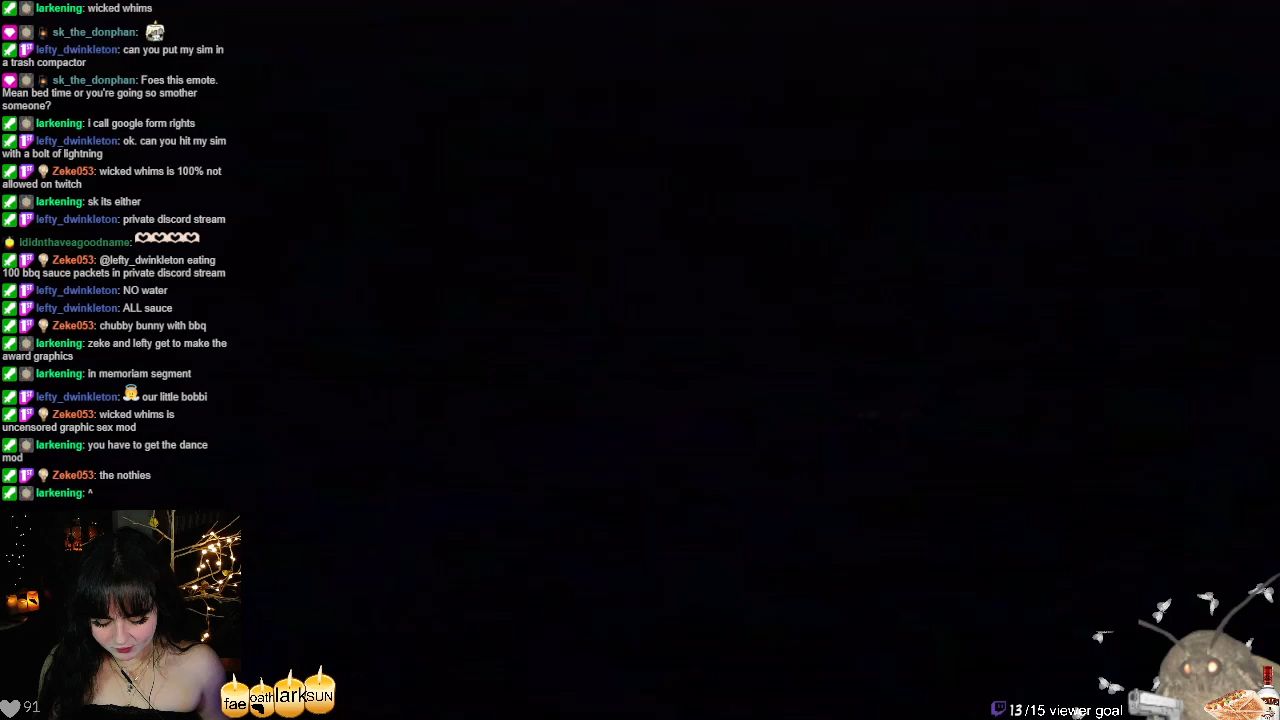 larkening: wicked whims
sk_the_donphan:
lefty_dwinkleton: can you put my sim in
a trash compactor
sk_the_donphan: Foes this emote.
Mean bed time or you're going so smother
someone?
larkening: i call google form rights
lefty_dwinkleton: ok. can you hit my sim
with a bolt of lightning
Zeke053: wicked whims is 100% not
allowed on twitch
larkening: sk its either
lefty_dwinkleton: private discord stream
Ididnthaveagoodname:
Zeke053: @lefty_dwinkleton eating
100 bbq sauce packets in private discord stream
lefty_dwinkleton: NO water
lefty_dwinkleton: ALL sauce
Zeke053: chubby bunny with bbq
larkening: zeke and lefty get to make the
award graphics
larkening: in memoriam segment
lefty_dwinkleton: our little bobbi
Zeke053: wicked whims is
uncensored graphic sex mod
larkening: you have to get the dance
mod
Zeke053: the nothies
larkening: ^
fae oath lark SUN
91
13 /15 viewer goal